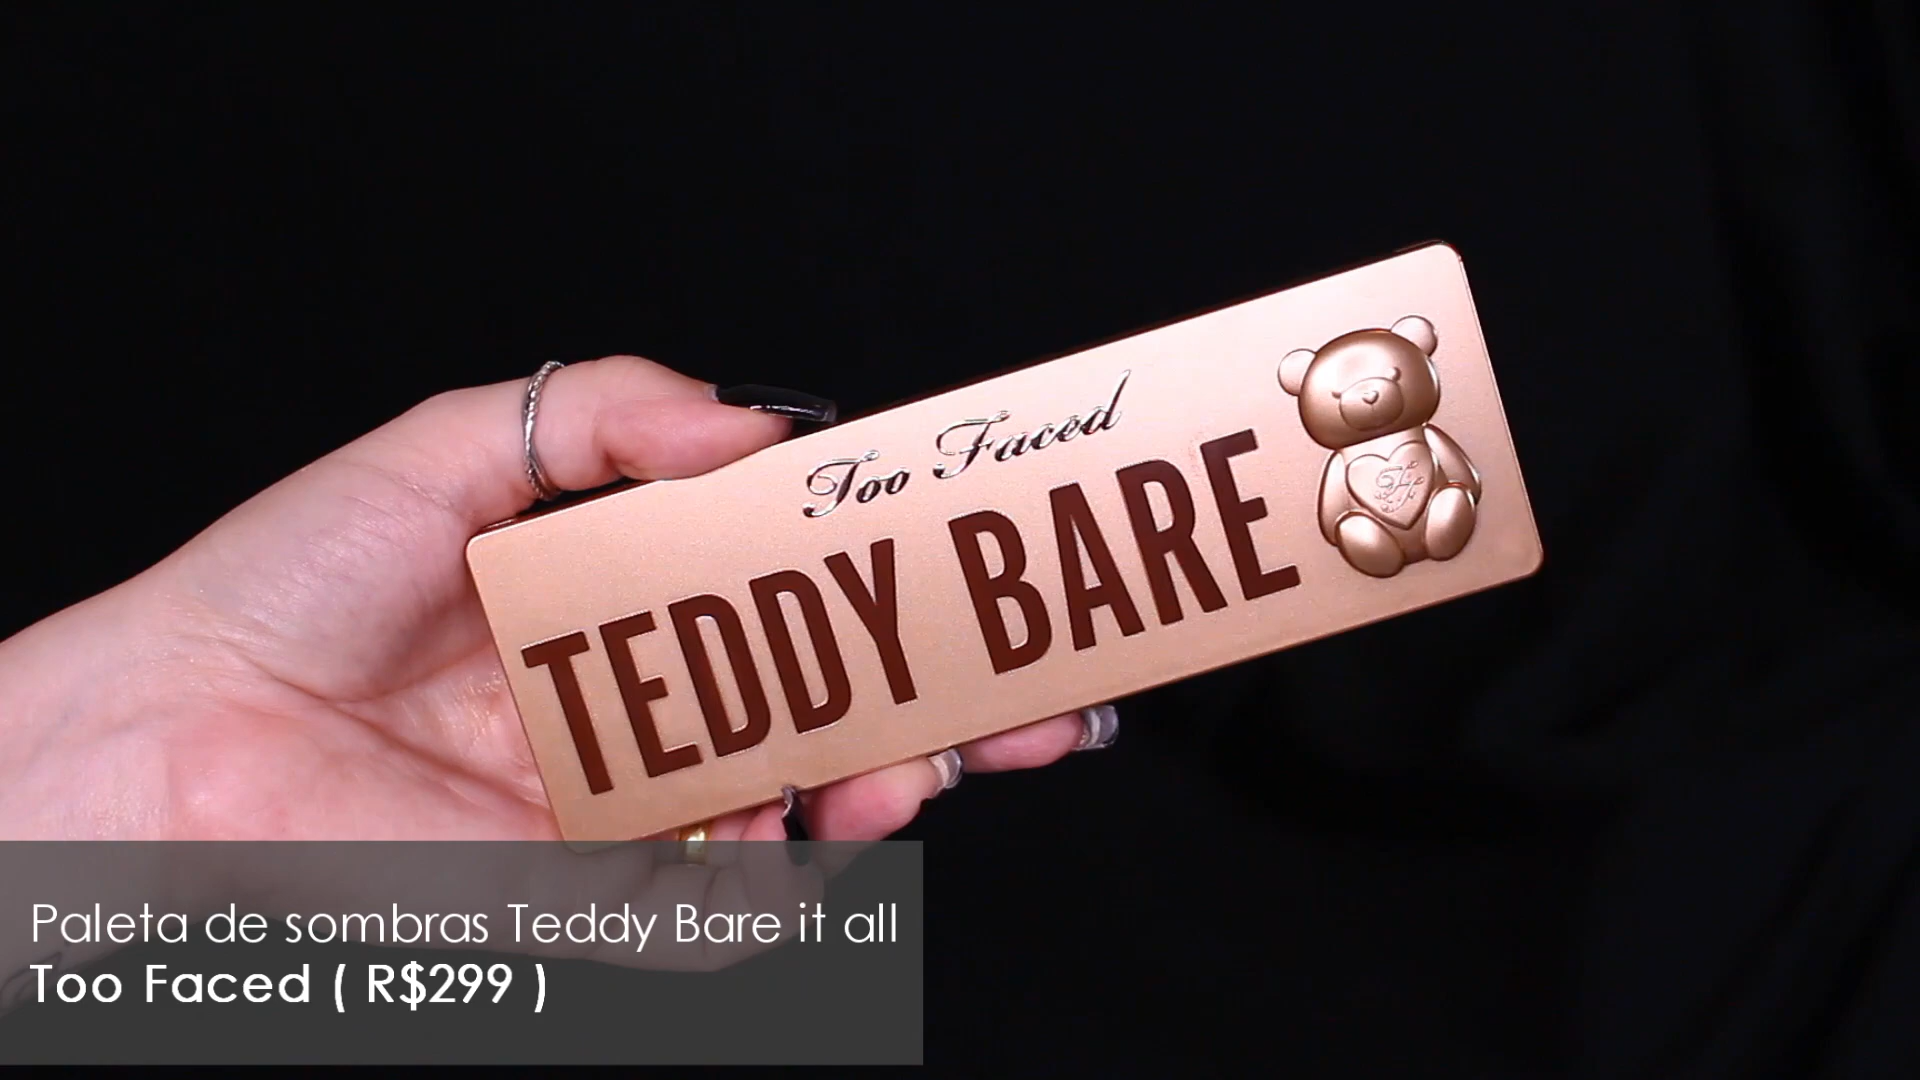 Too Faced
TEDDY BARE
Paleta de sombras Teddy Bare it all
Too Faced ( R$299 )